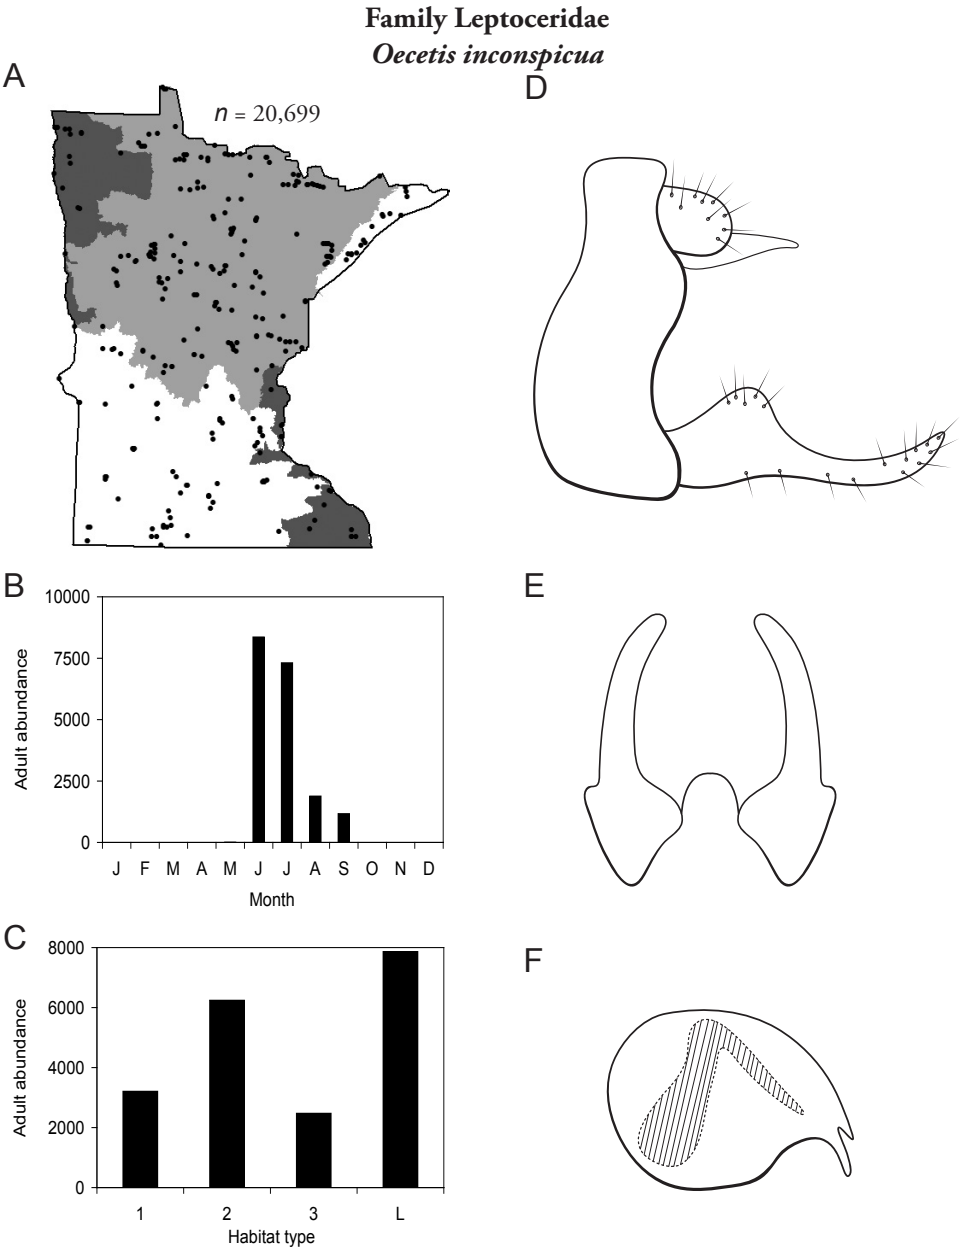 Family Leptoceridae
Oecetis inconspicua
A
n = 20,699
D
B
10000
7500
5000
2500
0
Adult abundance
J F M A M J J A S O N D
Month
E
C
8000
6000
4000
2000
0
Adult abundance
1 2 3 L
Habitat type
F